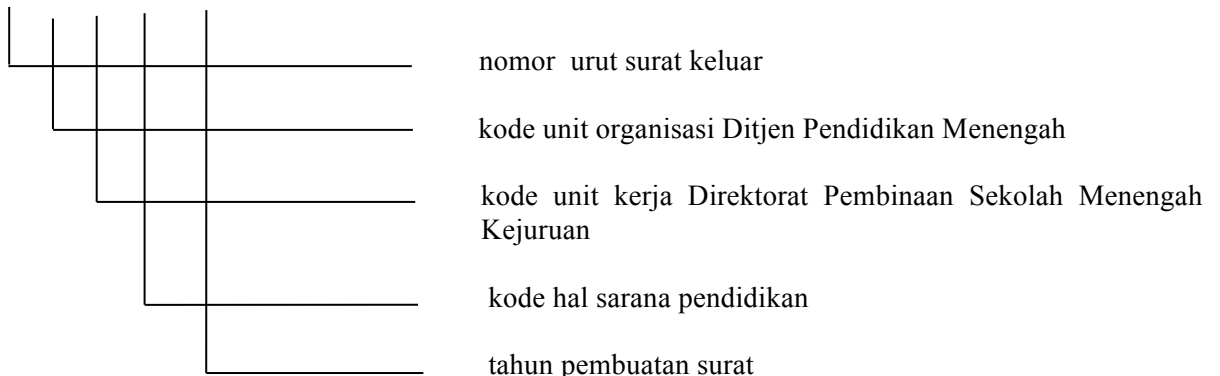 nomor urut surat keluar
kode unit organisasi Ditjen Pendidikan Menengah
kode unit kerja Direktorat Pembinaan Sekolah Menengah
Kejuruan
kode hal sarana pendidikan
tahun pembuatan surat